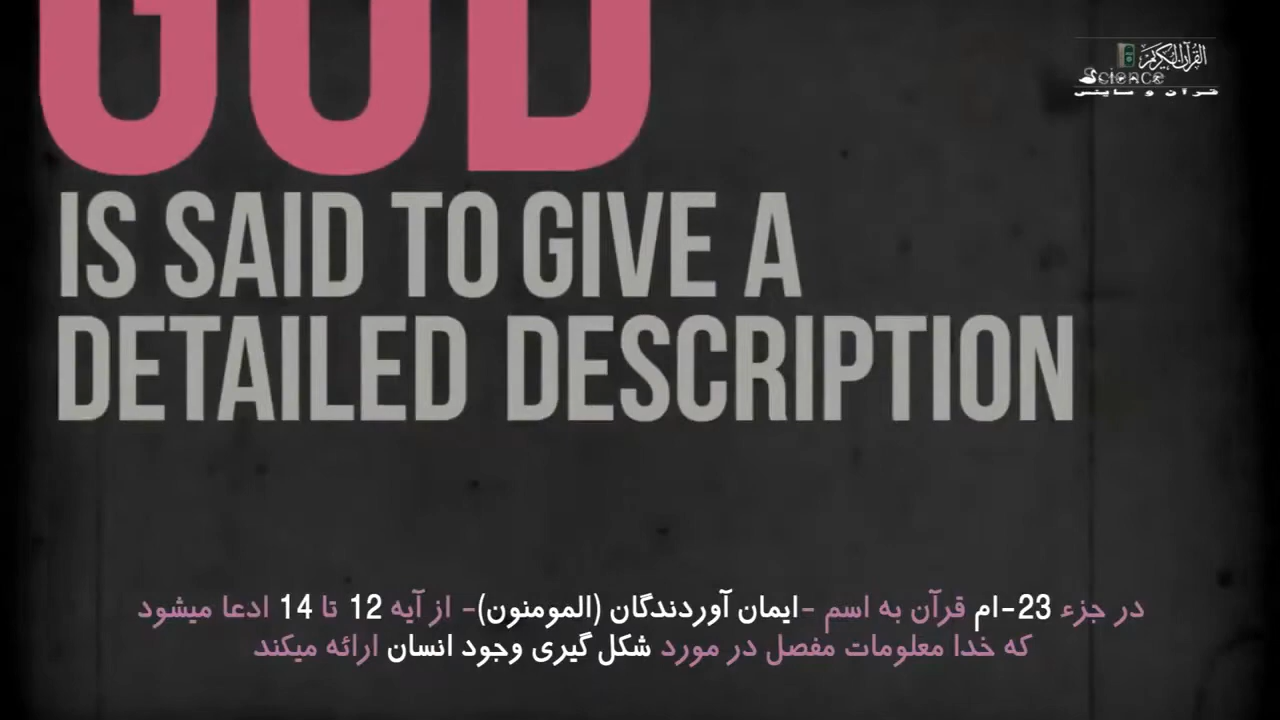 GOD
القرآن الكريم
Science
قرآن و ساینس
IS SAID TO GIVE A
DETAILED DESCRIPTION
در جزء 23-ام قرآن به اسم -ایمان آوردندگان (المومنون)- از آیه 12 تا 14 ادعا میشود
که خدا معلومات مفصل در مورد شکل گیری وجود انسان ارائه میکند